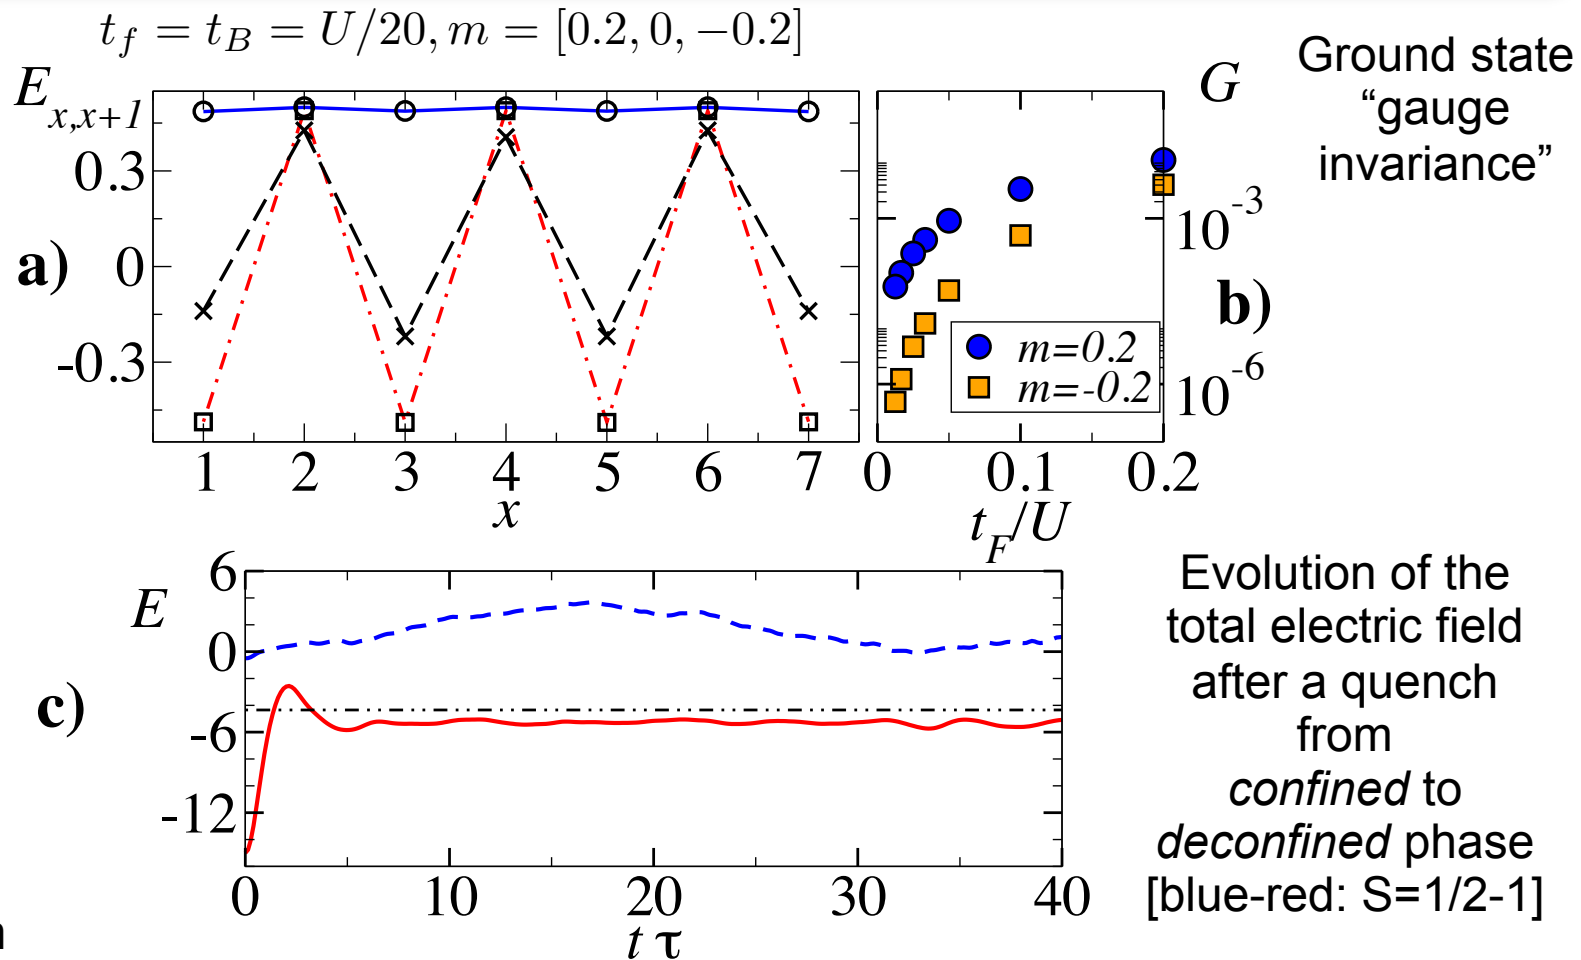 t_f = t_B = U/20, m = [0.2, 0, −0.2]
E_{x,x+1}
0.3
0
-0.3
a)
1 2 3 4 5 6 7
x
G
10^{-3}
10^{-6}
b)
m=0.2
m=-0.2
0 0.1 0.2
t_F/U
Ground state
“gauge
invariance”
E
6
0
-6
-12
c)
0 10 20 30 40
t τ
Evolution of the
total electric field
after a quench
from
confined to
deconfined phase
[blue-red: S=1/2-1]